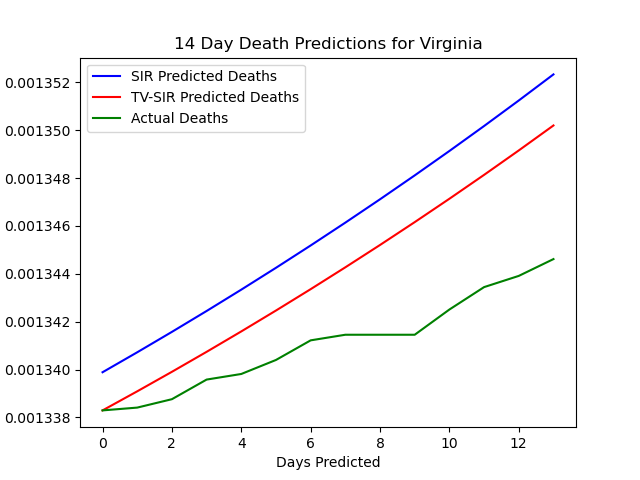 14 Day Death Predictions for Virginia
SIR Predicted Deaths
TV-SIR Predicted Deaths
Actual Deaths
0.001352
0.001350
0.001348
0.001346
0.001344
0.001342
0.001340
0.001338
0 2 4 6 8 10 12
Days Predicted